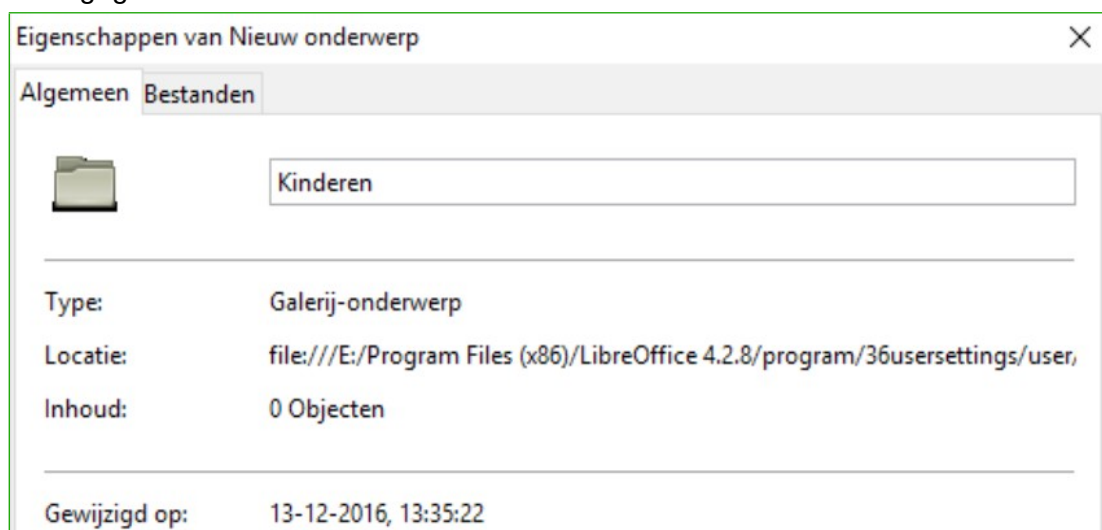 Eigenschappen van Nieuw onderwerp
Algemeen Bestanden
Kinderen
Type: Galerij-onderwerp
Locatie: file:///E:/Program Files (x86)/LibreOffice 4.2.8/program/36usersettings/user/
Inhoud: 0 Objecten
Gewijzigd op: 13-12-2016, 13:35:22